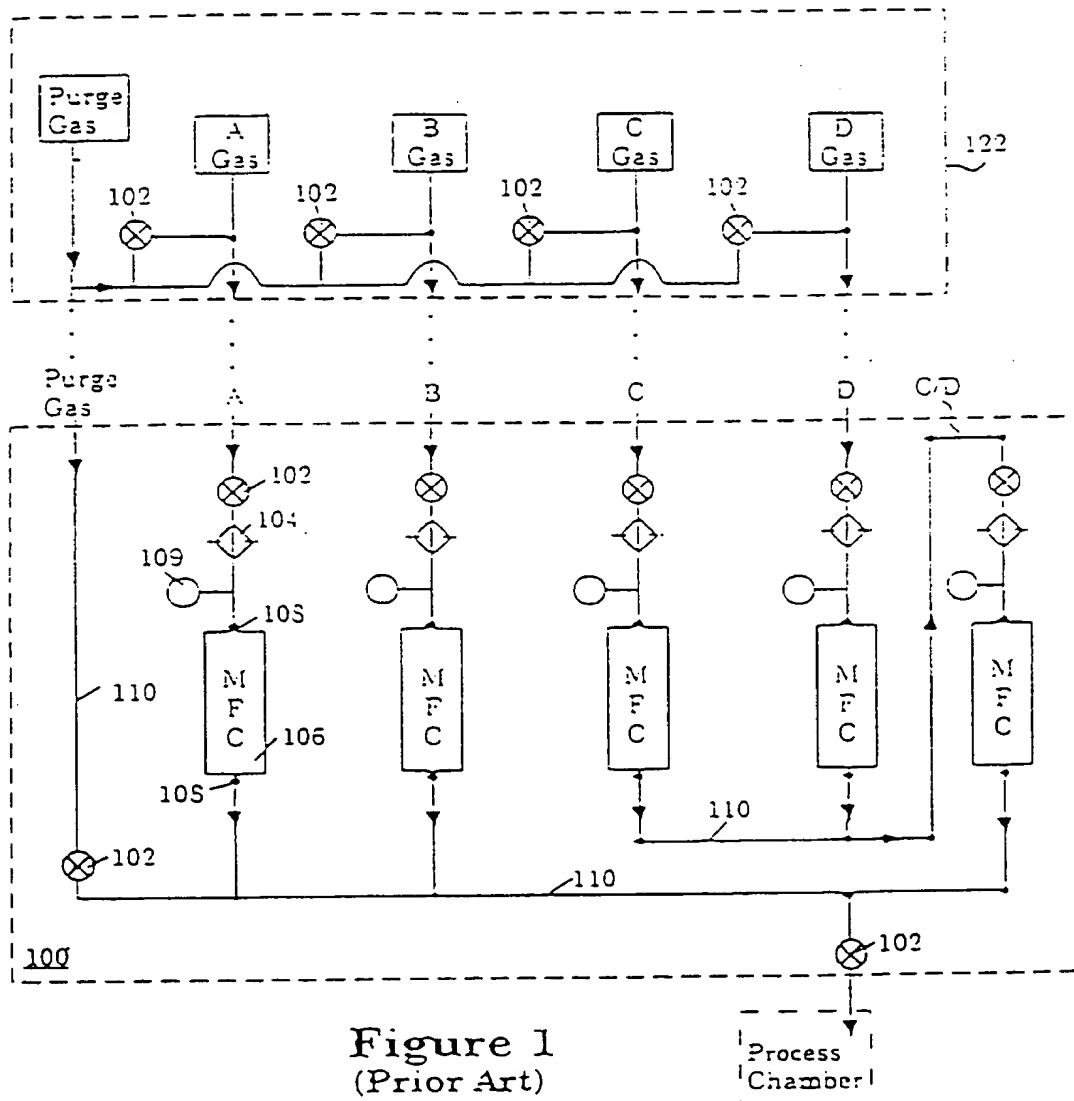 Purge
Gas
A
Gas
B
Gas
C
Gas
D
Gas
122
102
102
102
102
Purge
Gas
A
B
C
D
C/D
102
104
109
108
M
F
C
M
F
C
M
F
C
M
F
C
M
F
C
110
106
108
110
102
110
102
100
Figure 1
(Prior Art)
Process
Chamber